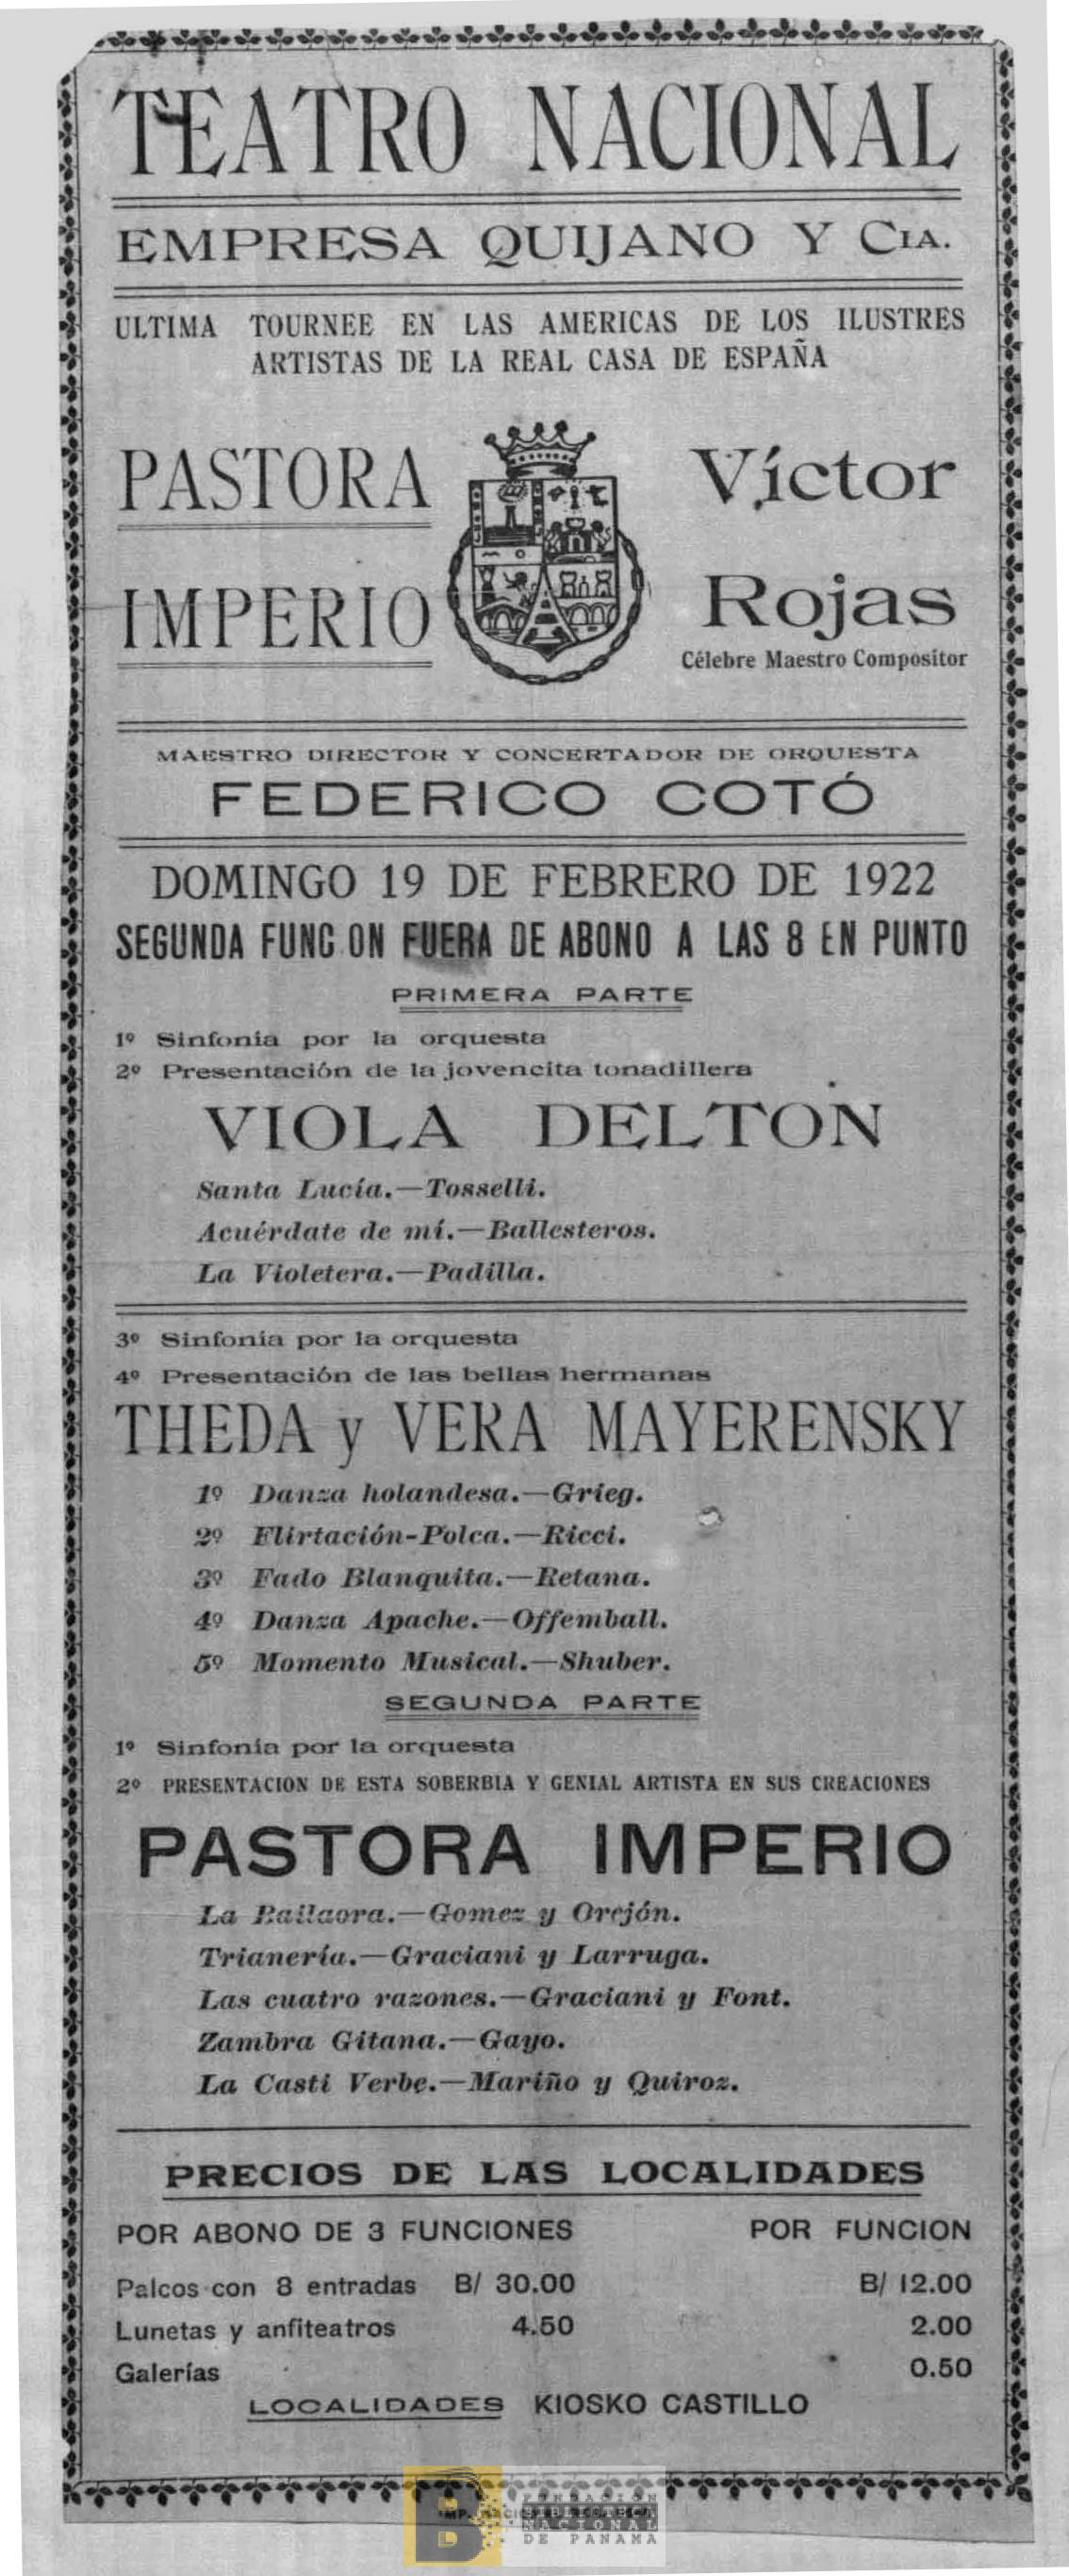 TEATRO NACIONAL
EMPRESA QUIJANO Y CIA.
ULTIMA TOURNEE EN LAS AMERICAS DE LOS ILUSTRES
ARTISTAS DE LA REAL CASA DE ESPAÑA
PASTORA
IMPERIO
Víctor
Rojas
Célebre Maestro Compositor
MAESTRO DIRECTOR Y CONCERTADOR DE ORQUESTA
FEDERICO COTÓ
DOMINGO 19 DE FEBRERO DE 1922
SEGUNDA FUNC ON FUERA DE ABONO A LAS 8 EN PUNTO
PRIMERA PARTE
1º Sinfonia por la orquesta
2º Presentación de la jovencita tonadillera
VIOLA DELTON
Santa Lucía.—Tosselli.
Acuérdate de mí.—Ballesteros.
La Violetera.—Padilla.
3º Sinfonia por la orquesta
4º Presentación de las bellas hermanas
THEDA y VERA MAYERENSKY
1º Danza holandesa.—Grieg.
2º Flirtación-Polca.—Ricci.
3º Fado Blanquita.—Retana.
4º Danza Apache.—Offemball.
5º Momento Musical.—Shuber.
SEGUNDA PARTE
1º Sinfonia por la orquesta
2º PRESENTACION DE ESTA SOBERBIA Y GENIAL ARTISTA EN SUS CREACIONES
PASTORA IMPERIO
La Bailaora.—Gomez y Orejón.
Trianería.—Graciani y Larruga.
Las cuatro razones.—Graciani y Font.
Zambra Gitana.—Gayo.
La Casti Verbe.—Mariño y Quiroz.
PRECIOS DE LAS LOCALIDADES
POR ABONO DE 3 FUNCIONES POR FUNCION
Palcos con 8 entradas B/ 30.00 B/ 12.00
Lunetas y anfiteatros 4.50 2.00
Galerías 0.50
LOCALIDADES KIOSKO CASTILLO
B
FUNDACIÓN
BIBLIOTECA
NACIONAL
DE PANAMÁ